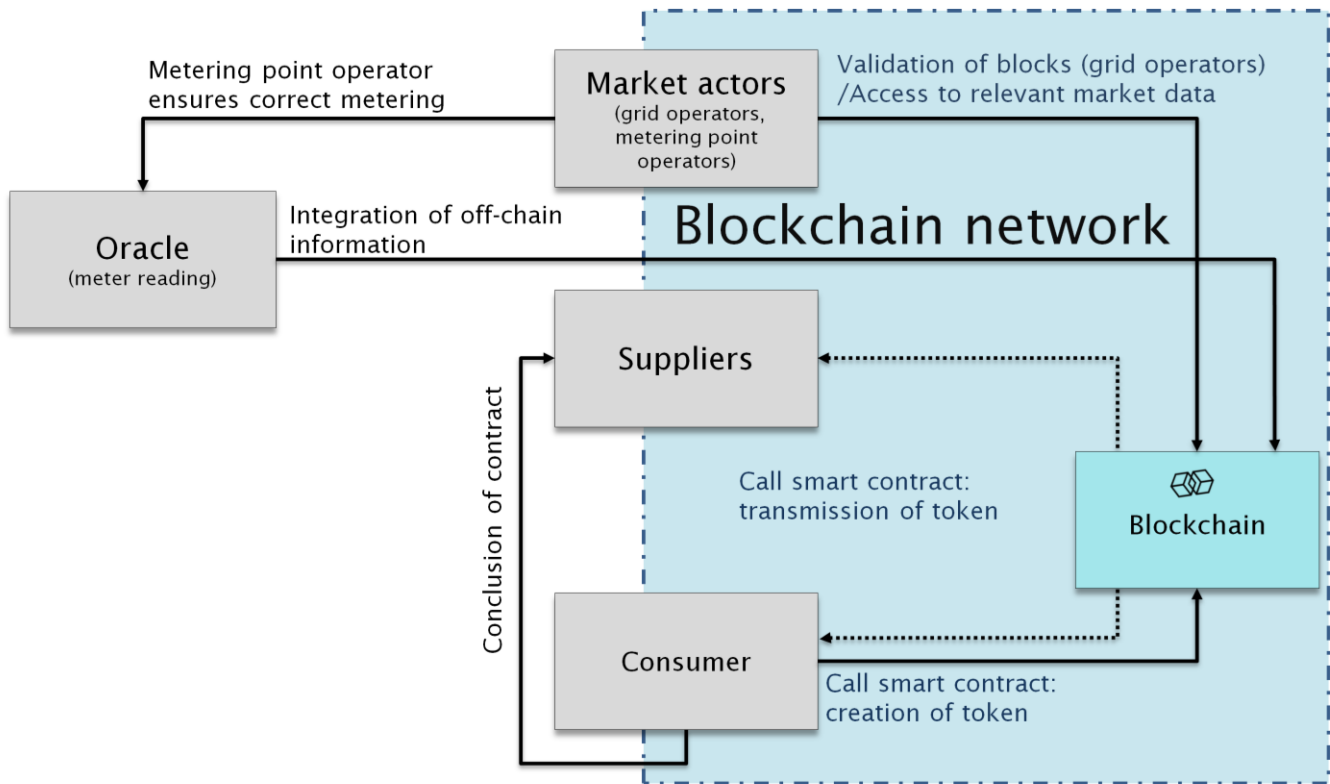 Metering point operator
ensures correct metering
Market actors
(grid operators,
metering point
operators)
Validation of blocks (grid operators)
/Access to relevant market data
Oracle
(meter reading)
Integration of off-chain
information
Blockchain network
Suppliers
Conclusion of contract
Call smart contract:
transmission of token
Blockchain
Consumer
Call smart contract:
creation of token